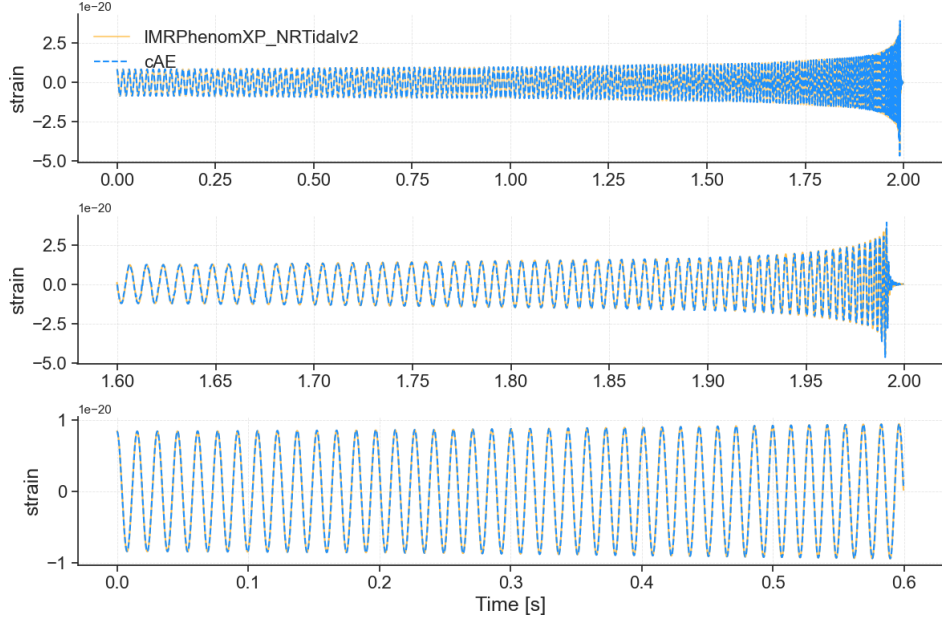 1e−20
IMRPhenomXP_NRTidalv2
cAE
strain
2.5
0.0
−2.5
−5.0
0.00 0.25 0.50 0.75 1.00 1.25 1.50 1.75 2.00
1e−20
strain
2.5
0.0
−2.5
−5.0
1.60 1.65 1.70 1.75 1.80 1.85 1.90 1.95 2.00
1e−20
strain
1
0
−1
0.0 0.1 0.2 0.3 0.4 0.5 0.6
Time [s]